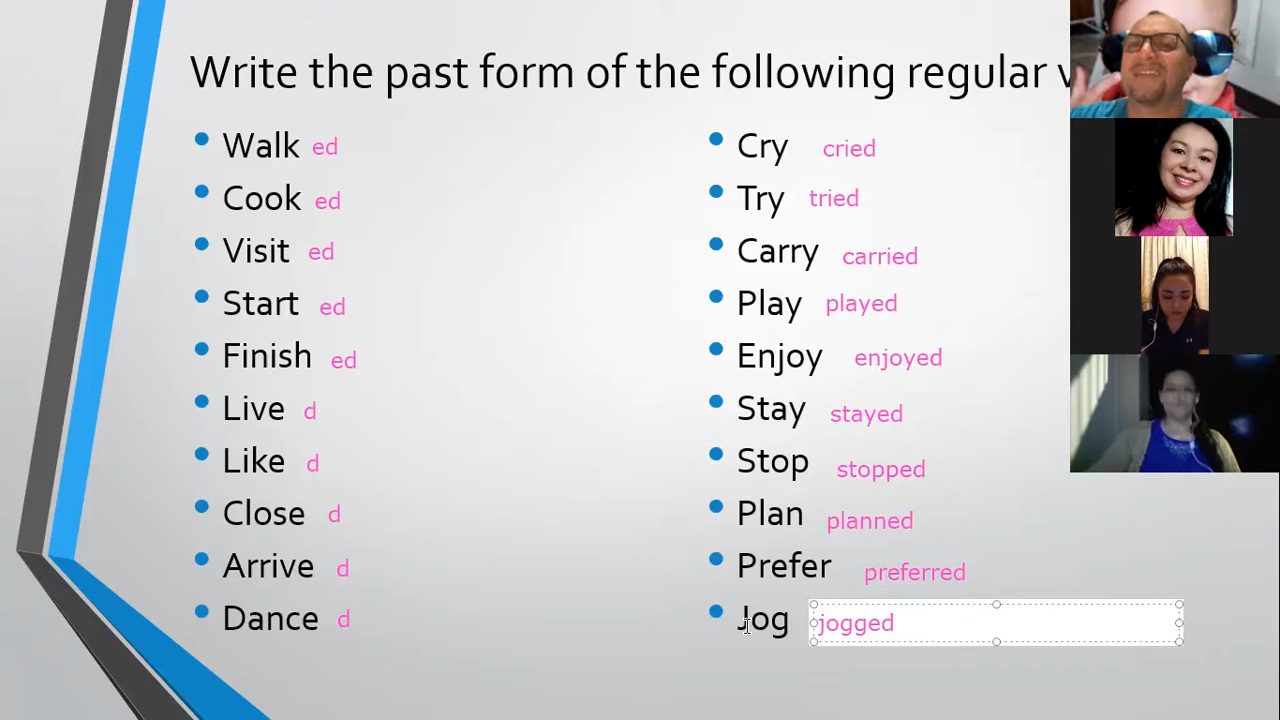 Write the past form of the following regular
Walk ed
Cook ed
Visit ed
Start ed
Finish ed
Live d
Like d
Close d
Arrive d
Dance d
Cry cried
Try tried
Carry carried
Play played
Enjoy enjoyed
Stay stayed
Stop stopped
Plan planned
Prefer preferred
Jog jogged